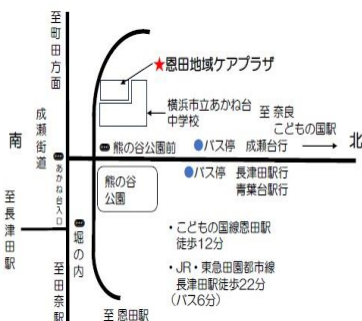 至町田方面
★恩田地域ケアプラザ
横浜市立あかね台
中学校
至 奈良
こどもの国駅
成瀬街道
南
北
熊の谷公園前
バス停 成瀬台行
あかね台入口
バス停 長津田駅行
青葉台駅行
熊の谷
公園
至長津田駅
堀の内
・こどもの国線恩田駅
徒歩12分
・JR・東急田園都市線
長津田駅徒歩22分
（バス6分）
至田奈駅
至 恩田駅